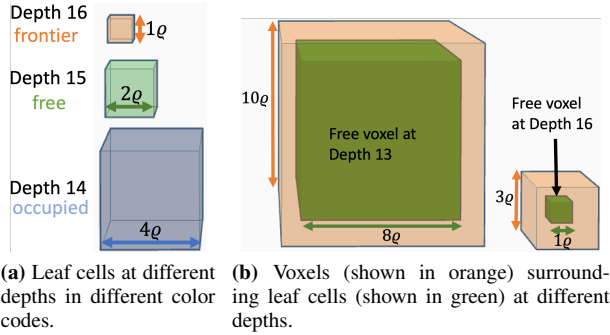 Depth 16
frontier
1ϱ
Depth 15
free
2ϱ
Depth 14
occupied
4ϱ
10ϱ
Free voxel at
Depth 13
8ϱ
Free voxel
at Depth 16
3ϱ
1ϱ
(a) Leaf cells at different
depths in different color
codes.
(b) Voxels (shown in orange) surround-
ing leaf cells (shown in green) at different
depths.